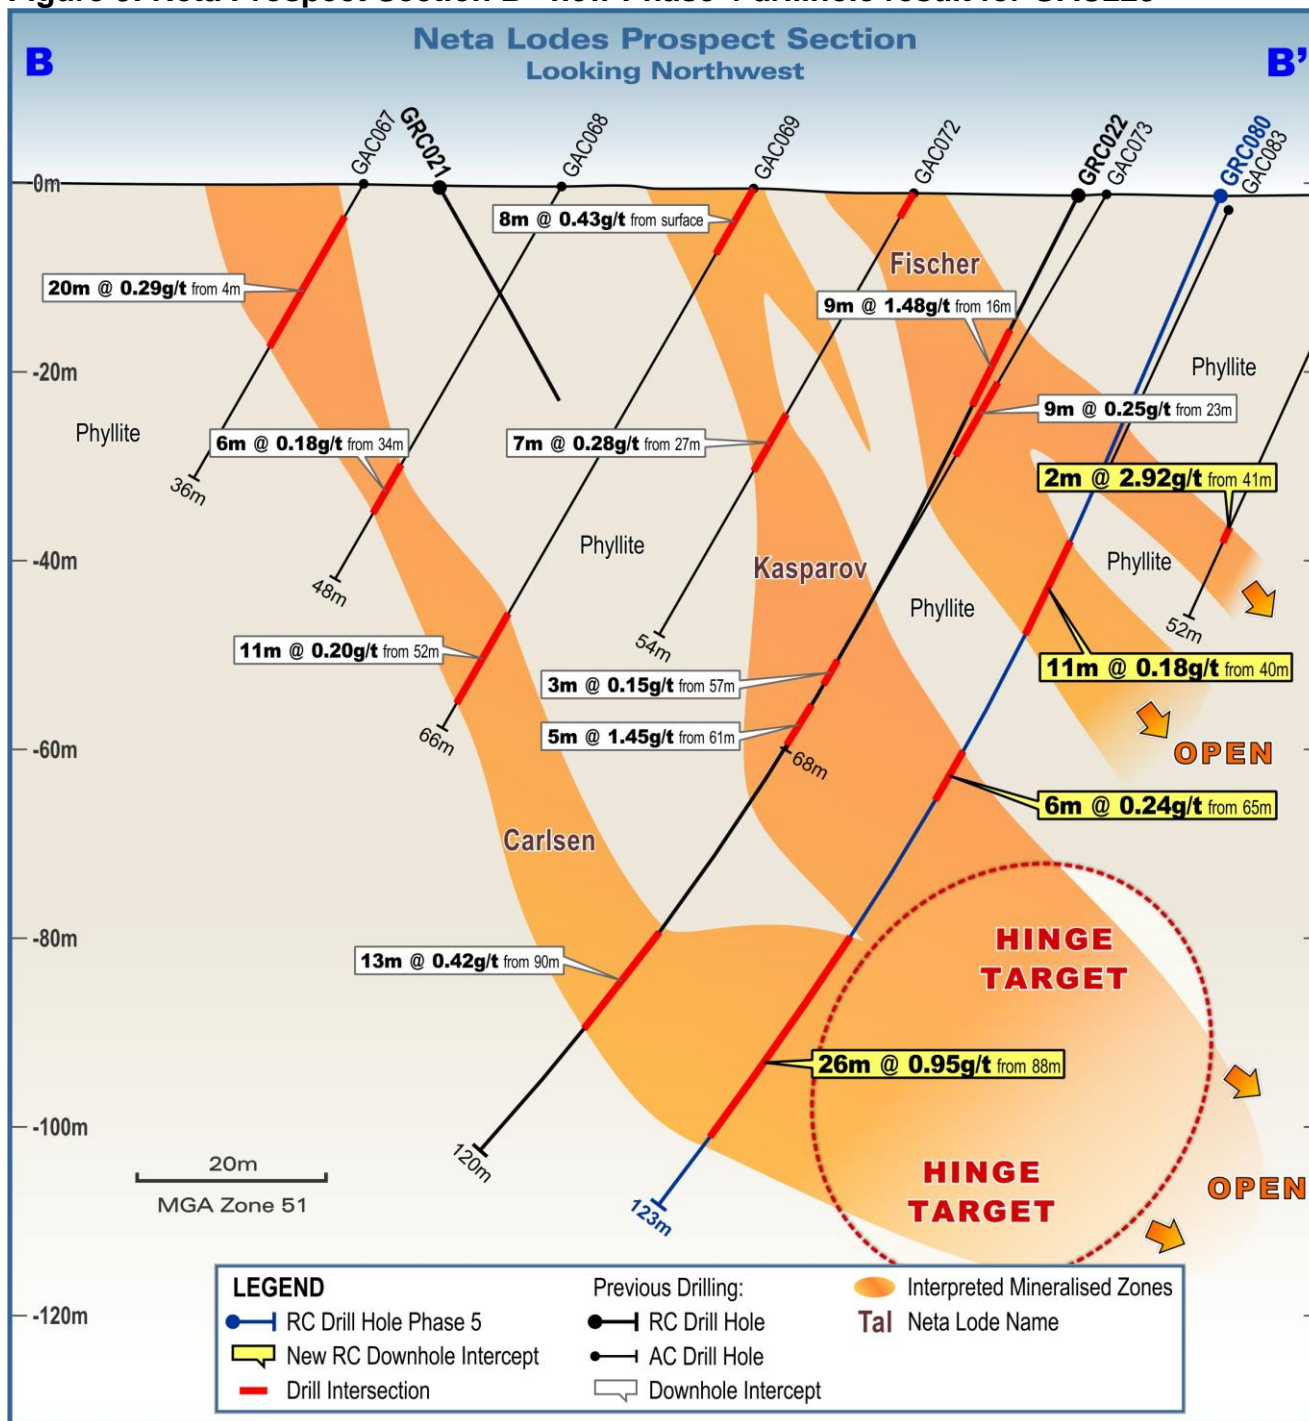 Neta Lodes Prospect Section
Looking Northwest
B
B'
GAC067
GRC021
GAC068
GAC069
GAC072
GRC022
GAC073
GRC080
GAC083
0m
8m @ 0.43g/t from surface
Fischer
20m @ 0.29g/t from 4m
9m @ 1.48g/t from 16m
-20m
Phyllite
9m @ 0.25g/t from 23m
Phyllite
6m @ 0.18g/t from 34m
7m @ 0.28g/t from 27m
2m @ 2.92g/t from 41m
36m
Phyllite
-40m
Kasparov
Phyllite
48m
Phyllite
52m
54m
11m @ 0.20g/t from 52m
11m @ 0.18g/t from 40m
3m @ 0.15g/t from 57m
66m
5m @ 1.45g/t from 61m
-60m
OPEN
68m
6m @ 0.24g/t from 65m
Carlsen
-80m
HINGE
TARGET
13m @ 0.42g/t from 90m
26m @ 0.95g/t from 88m
-100m
120m
20m
MGA Zone 51
HINGE
TARGET
OPEN
123m
-120m
LEGEND
RC Drill Hole Phase 5
New RC Downhole Intercept
Drill Intersection
Previous Drilling:
RC Drill Hole
AC Drill Hole
Downhole Intercept
Interpreted Mineralised Zones
Tal Neta Lode Name